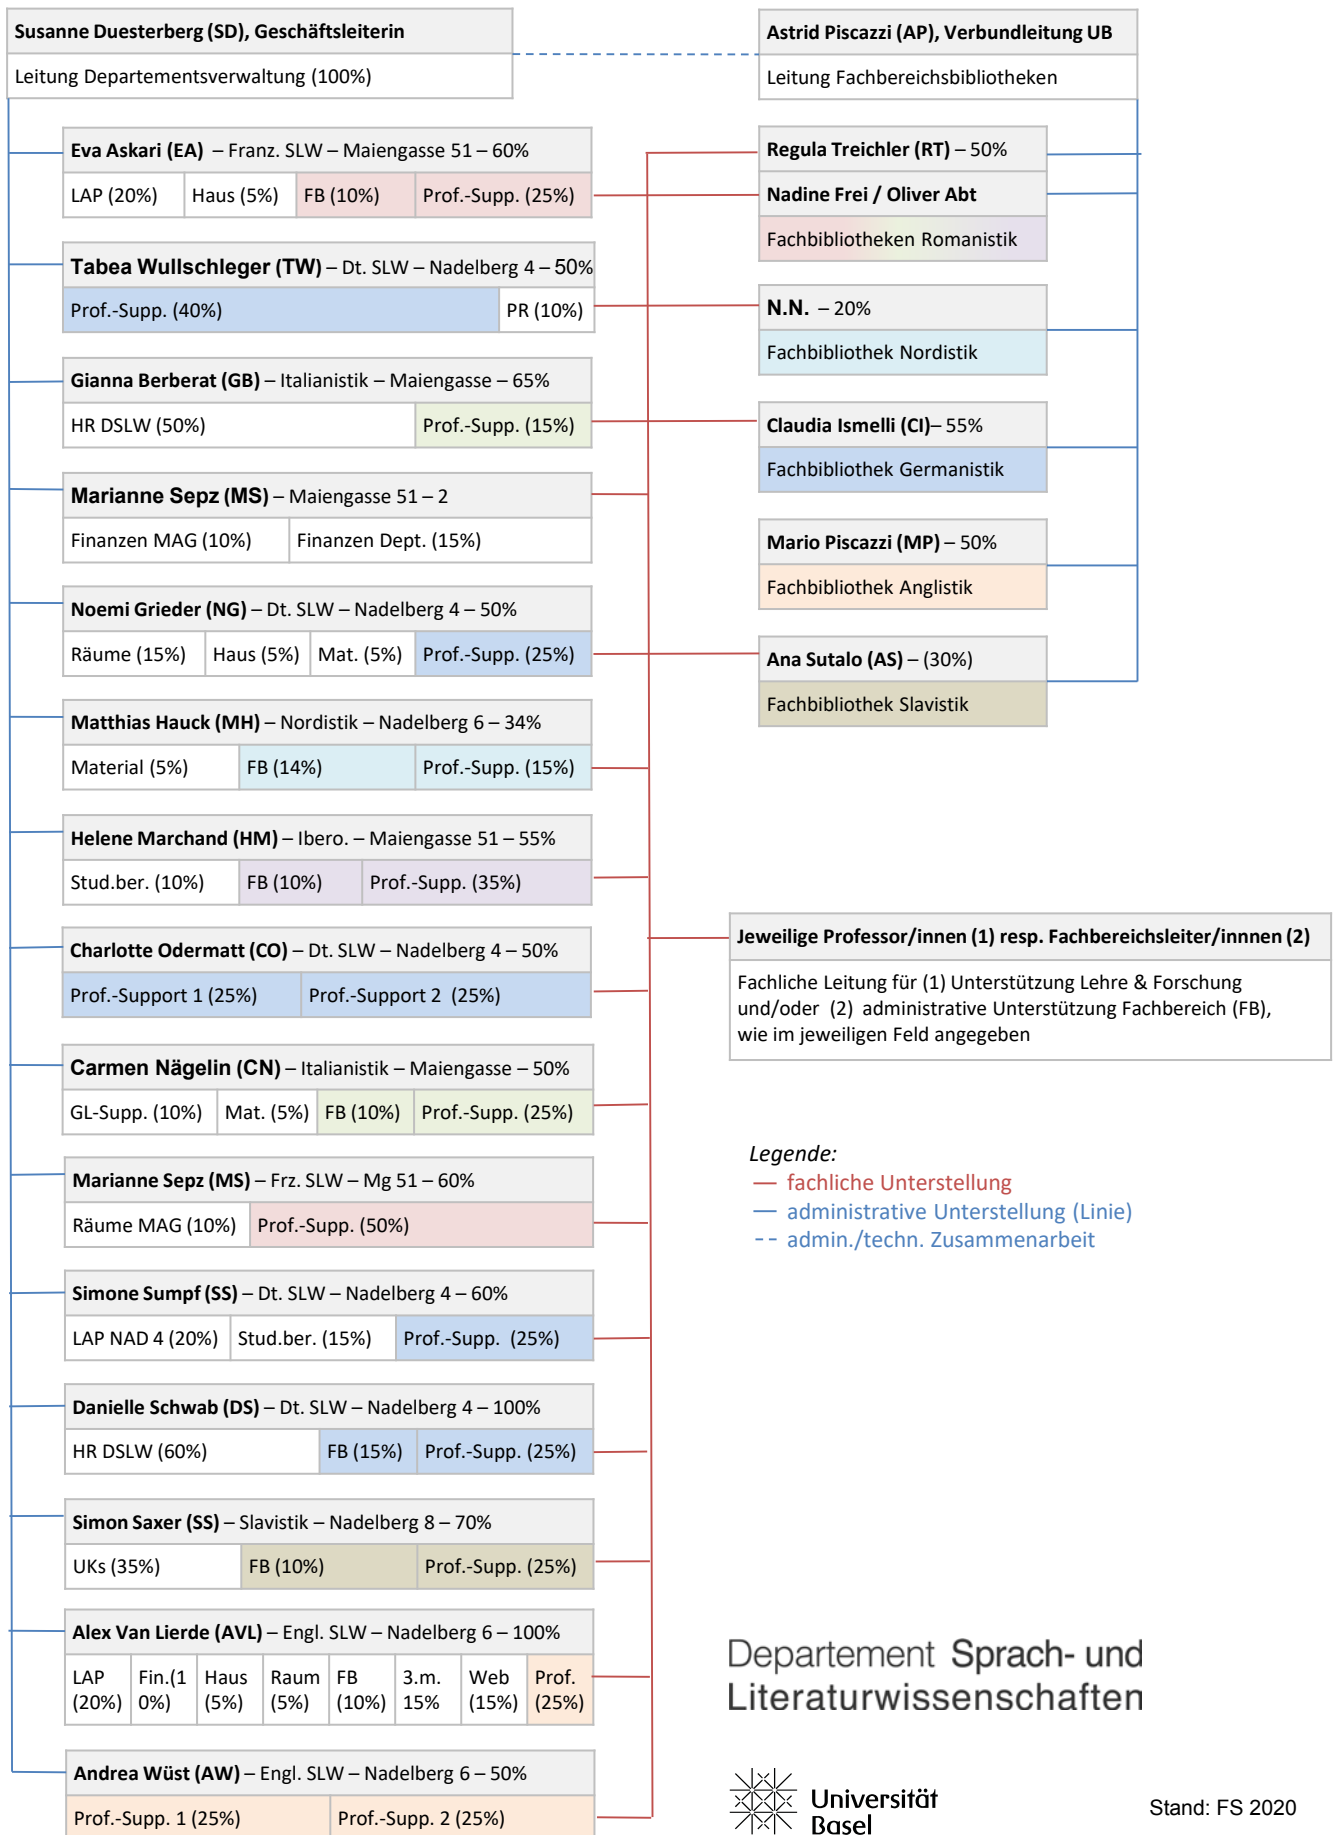 Susanne Duesterberg (SD), Geschäftsleiterin
Leitung Departementsverwaltung (100%)
Astrid Piscazzi (AP), Verbundleitung UB
Leitung Fachbereichsbibliotheken
Eva Askari (EA) – Franz. SLW – Maiengasse 51 – 60%
LAP (20%) Haus (5%) FB (10%) Prof.-Supp. (25%)
Tabea Wullschleger (TW) – Dt. SLW – Nadelberg 4 – 50%
Prof.-Supp. (40%) PR (10%)
Gianna Berberat (GB) – Italianistik – Maiengasse – 65%
HR DSLW (50%) Prof.-Supp. (15%)
Marianne Sepz (MS) – Maiengasse 51 – 2
Finanzen MAG (10%) Finanzen Dept. (15%)
Noemi Grieder (NG) – Dt. SLW – Nadelberg 4 – 50%
Räume (15%) Haus (5%) Mat. (5%) Prof.-Supp. (25%)
Matthias Hauck (MH) – Nordistik – Nadelberg 6 – 34%
Material (5%) FB (14%) Prof.-Supp. (15%)
Helene Marchand (HM) – Ibero. – Maiengasse 51 – 55%
Stud.ber. (10%) FB (10%) Prof.-Supp. (35%)
Charlotte Odermatt (CO) – Dt. SLW – Nadelberg 4 – 50%
Prof.-Support 1 (25%) Prof.-Support 2 (25%)
Carmen Nägelin (CN) – Italianistik – Maiengasse – 50%
GL-Supp. (10%) Mat. (5%) FB (10%) Prof.-Supp. (25%)
Marianne Sepz (MS) – Frz. SLW – Mg 51 – 60%
Räume MAG (10%) Prof.-Supp. (50%)
Simone Sumpf (SS) – Dt. SLW – Nadelberg 4 – 60%
LAP NAD 4 (20%) Stud.ber. (15%) Prof.-Supp. (25%)
Danielle Schwab (DS) – Dt. SLW – Nadelberg 4 – 100%
HR DSLW (60%) FB (15%) Prof.-Supp. (25%)
Simon Saxer (SS) – Slavistik – Nadelberg 8 – 70%
UKs (35%) FB (10%) Prof.-Supp. (25%)
Alex Van Lierde (AVL) – Engl. SLW – Nadelberg 6 – 100%
LAP Fin.(1 Haus Raum FB 3.m. Web Prof.
(20%) 0%) (5%) (5%) (10%) 15% (15%) (25%)
Andrea Wüst (AW) – Engl. SLW – Nadelberg 6 – 50%
Prof.-Supp. 1 (25%) Prof.-Supp. 2 (25%)
Regula Treichler (RT) – 50%
Nadine Frei / Oliver Abt
Fachbibliotheken Romanistik
N.N. – 20%
Fachbibliothek Nordistik
Claudia Ismelli (CI)– 55%
Fachbibliothek Germanistik
Mario Piscazzi (MP) – 50%
Fachbibliothek Anglistik
Ana Sutalo (AS) – (30%)
Fachbibliothek Slavistik
Jeweilige Professor/innen (1) resp. Fachbereichsleiter/innnen (2)
Fachliche Leitung für (1) Unterstützung Lehre & Forschung
und/oder (2) administrative Unterstützung Fachbereich (FB),
wie im jeweiligen Feld angegeben
Legende:
fachliche Unterstellung
administrative Unterstellung (Linie)
admin./techn. Zusammenarbeit
Departement Sprach- und
Literaturwissenschaften
Universität
Basel
Stand: FS 2020